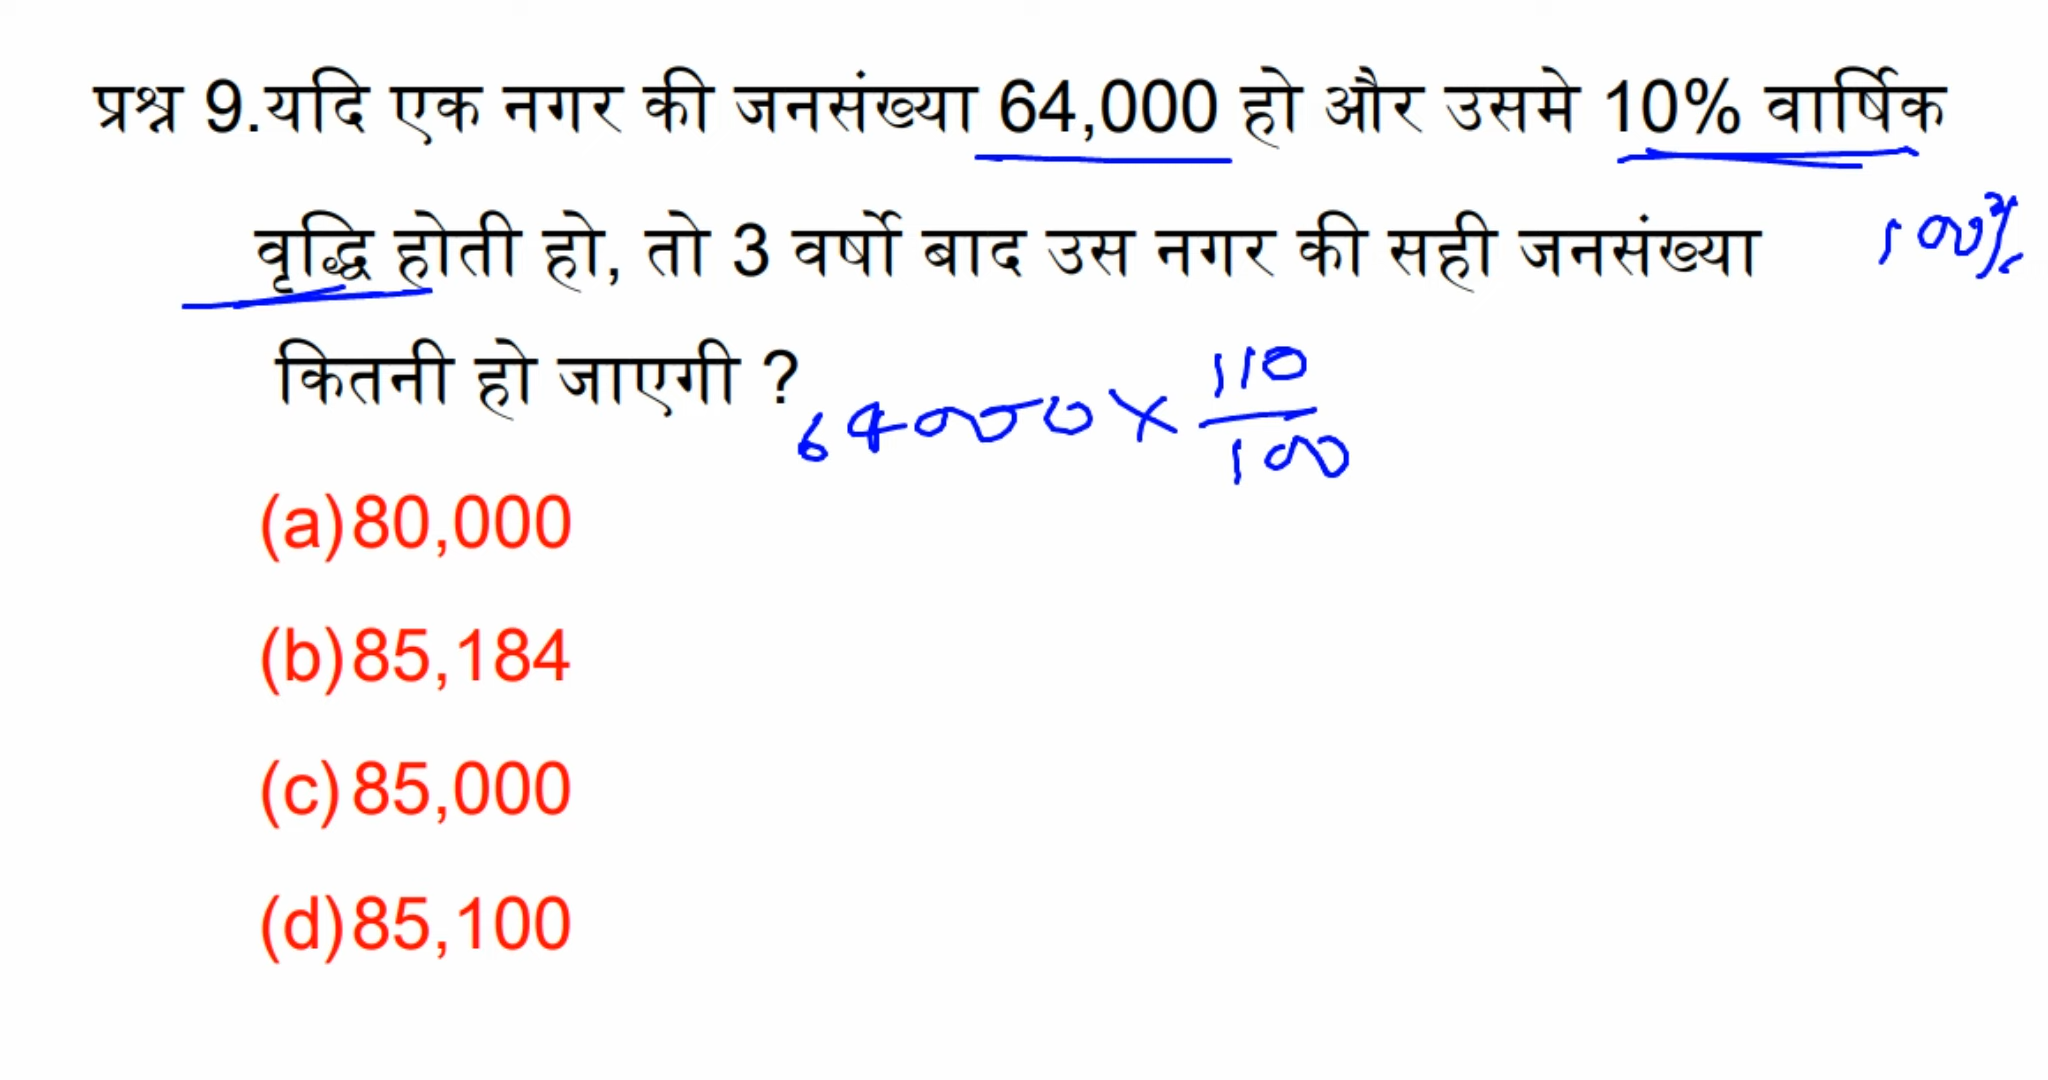 प्रश्न 9.यदि एक नगर की जनसंख्या 64,000 हो और उसमे 10% वार्षिक
वृद्धि होती हो, तो 3 वर्षो बाद उस नगर की सही जनसंख्या
100%
कितनी हो जाएगी ?
64000 × 110/100
(a)80,000
(b)85,184
(c)85,000
(d)85,100